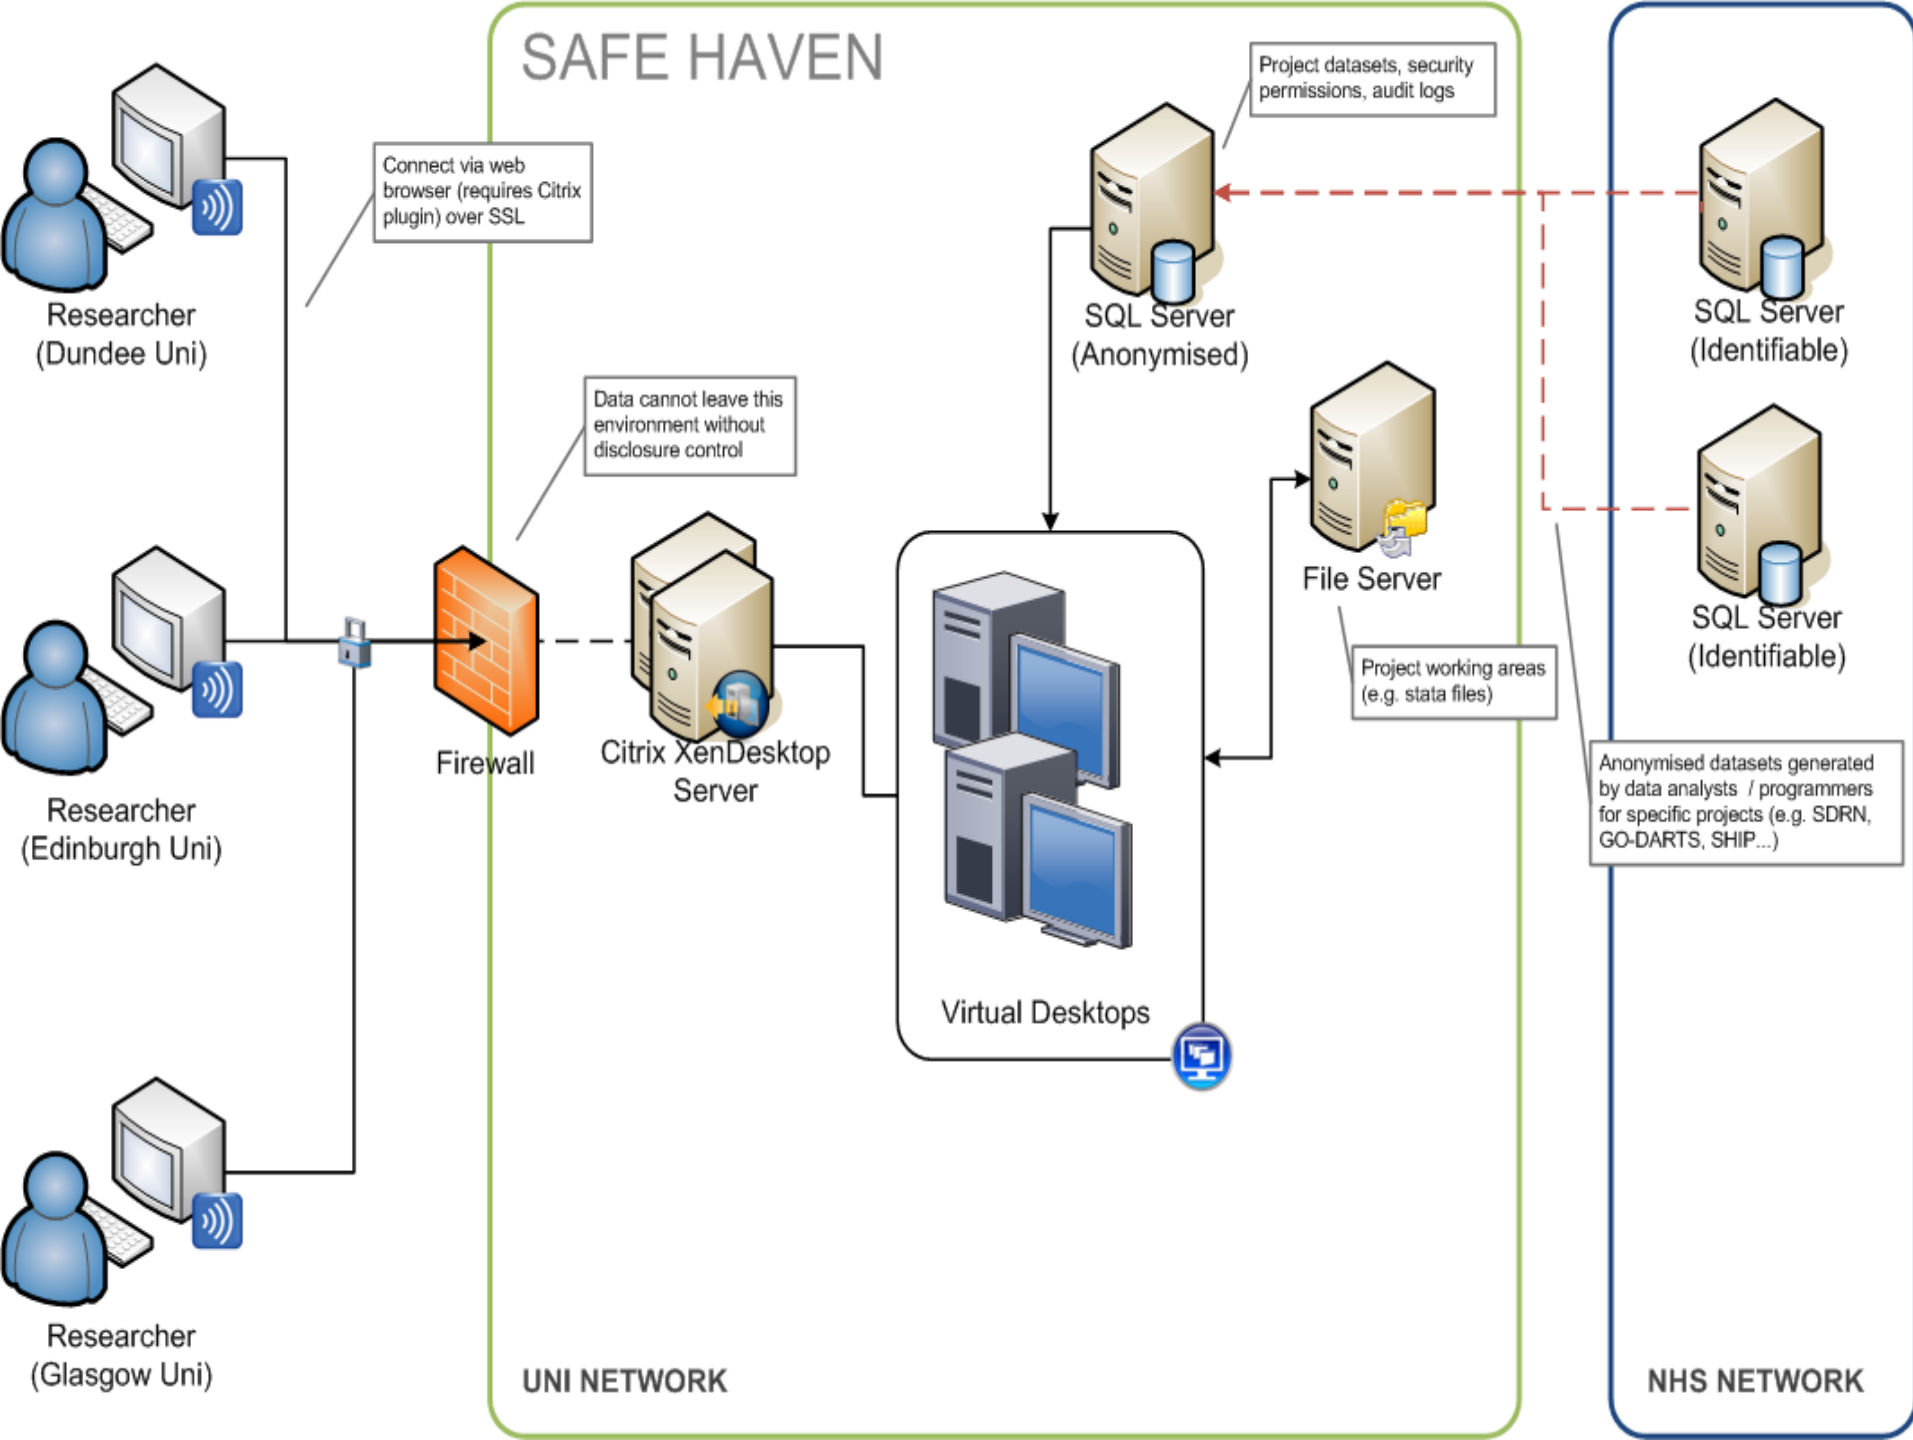 SAFE HAVEN
Project datasets, security
permissions, audit logs
Connect via web
browser (requires Citrix
plugin) over SSL
Researcher
(Dundee Uni)
SQL Server
(Anonymised)
SQL Server
(Identifiable)
Data cannot leave this
environment without
disclosure control
File Server
SQL Server
(Identifiable)
Project working areas
(e.g. stata files)
Firewall
Citrix XenDesktop
Server
Anonymised datasets generated
by data analysts / programmers
for specific projects (e.g. SDRN,
GO-DARTS, SHIP...)
Researcher
(Edinburgh Uni)
Virtual Desktops
Researcher
(Glasgow Uni)
UNI NETWORK
NHS NETWORK